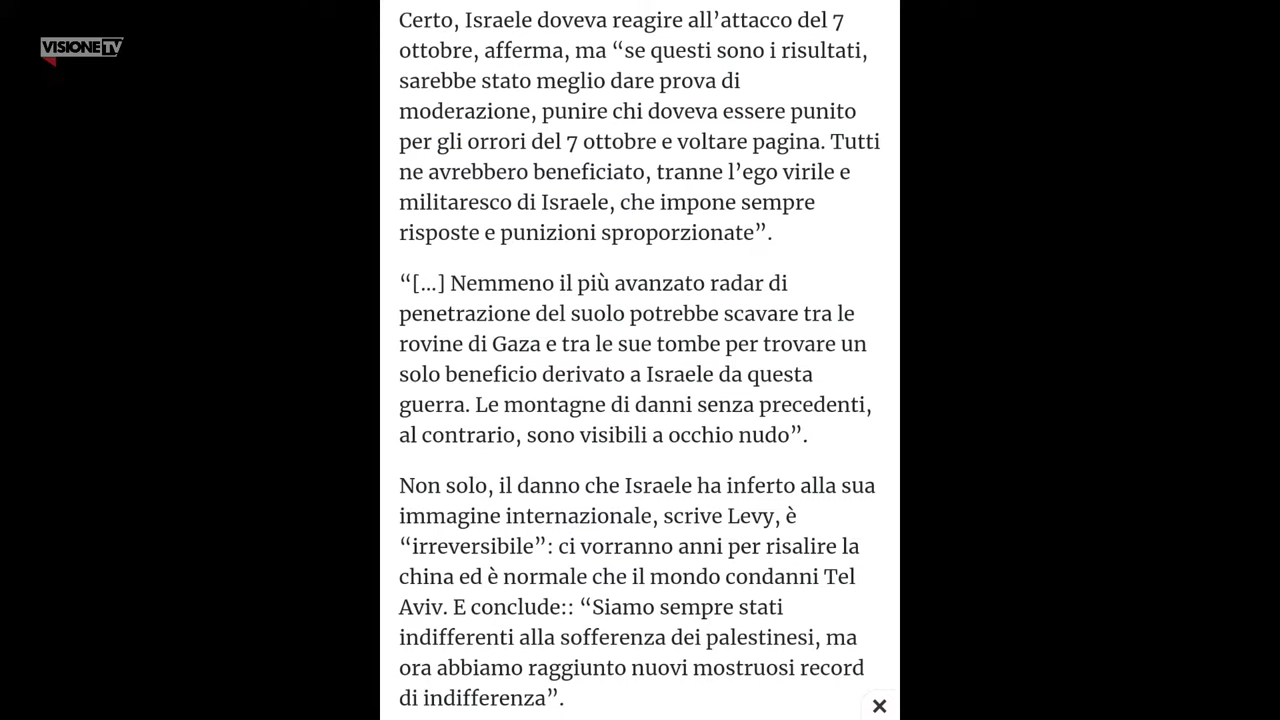 VISIONE TV
Certo, Israele doveva reagire all’attacco del 7
ottobre, afferma, ma “se questi sono i risultati,
sarebbe stato meglio dare prova di
moderazione, punire chi doveva essere punito
per gli orrori del 7 ottobre e voltare pagina. Tutti
ne avrebbero beneficiato, tranne l’ego virile e
militaresco di Israele, che impone sempre
risposte e punizioni sproporzionate”.
“[…] Nemmeno il più avanzato radar di
penetrazione del suolo potrebbe scavare tra le
rovine di Gaza e tra le sue tombe per trovare un
solo beneficio derivato a Israele da questa
guerra. Le montagne di danni senza precedenti,
al contrario, sono visibili a occhio nudo”.
Non solo, il danno che Israele ha inferto alla sua
immagine internazionale, scrive Levy, è
“irreversibile”: ci vorranno anni per risalire la
china ed è normale che il mondo condanni Tel
Aviv. E conclude:: “Siamo sempre stati
indifferenti alla sofferenza dei palestinesi, ma
ora abbiamo raggiunto nuovi mostruosi record
di indifferenza”.